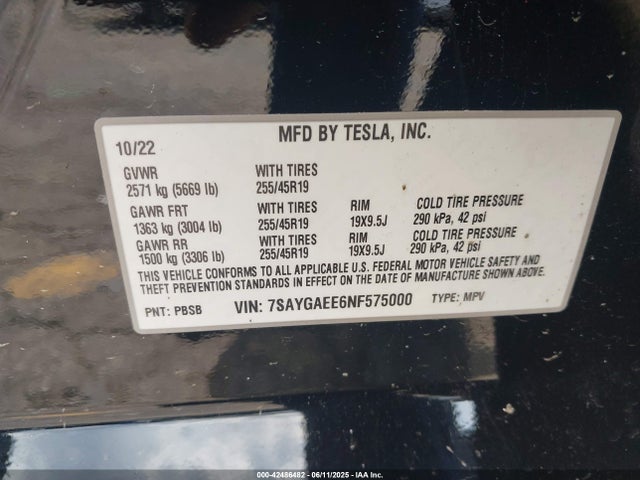 MFD BY TESLA, INC.
10/22
GVWR WITH TIRES
2571 kg (5669 lb) 255/45R19
GAWR FRT WITH TIRES RIM COLD TIRE PRESSURE
1363 kg (3004 lb) 255/45R19 19X9.5J 290 kPa, 42 psi
GAWR RR WITH TIRES RIM COLD TIRE PRESSURE
1500 kg (3306 lb) 255/45R19 19X9.5J 290 kPa, 42 psi
THIS VEHICLE CONFORMS TO ALL APPLICABLE U.S. FEDERAL MOTOR VEHICLE SAFETY AND
THEFT PREVENTION STANDARDS IN EFFECT ON THE DATE OF MANUFACTURE SHOWN ABOVE.
PNT: PBSB VIN: 7SAYGAEE6NF575000 TYPE: MPV
000-42486482 - 06/11/2025 - IAAI.COM